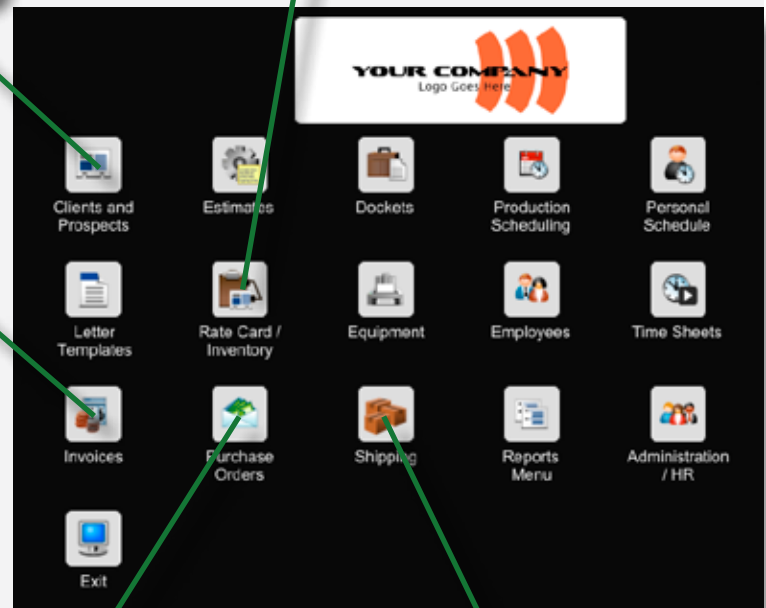 YOUR COMPANY
Logo Goes Here
Clients and
Prospects
Estimates
Dockets
Production
Scheduling
Personal
Schedule
Letter
Templates
Rate Card /
Inventory
Equipment
Employees
Time Sheets
Invoices
Purchase
Orders
Shipping
Reports
Menu
Administration
/ HR
Exit